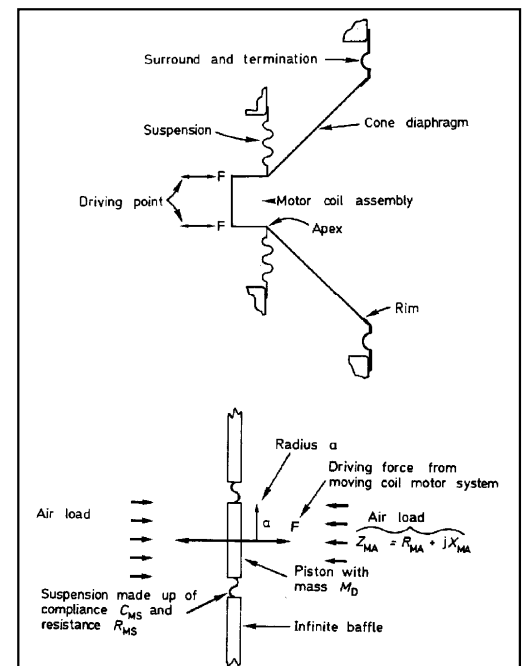 Surround and termination
Cone diaphragm
Suspension
F
Driving point
Motor coil assembly
F
Apex
Rim
Radius a
Driving force from
moving coil motor system
Air load
a
F
Air load
Z_MA = R_MA + jX_MA
Piston with
mass M_D
Suspension made up of
compliance C_MS and
resistance R_MS
Infinite baffle